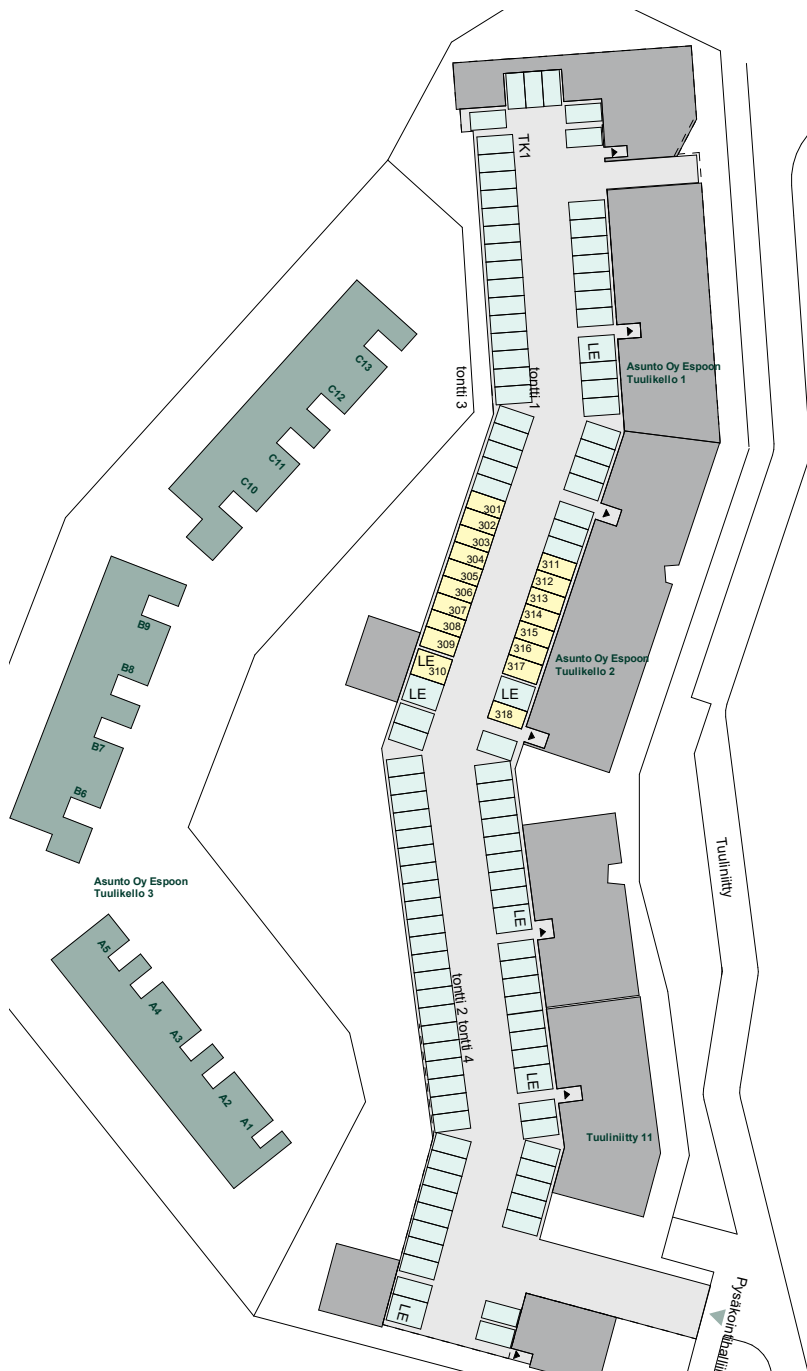 TK1
C13
C12
C11
C10
LE
Asunto Oy Espoon
Tuulikello 1
tontti 3
tontti 1
301
302
303
304
305
306
307
308
309
LE
310
LE
311
312
313
314
315
316
317
LE
318
Asunto Oy Espoon
Tuulikello 2
B9
B8
B7
B6
Asunto Oy Espoon
Tuulikello 3
Tuuliniitty
LE
tontti 2 tontti 4
A5
A4
A3
A2
A1
LE
Tuuliniitty 11
LE